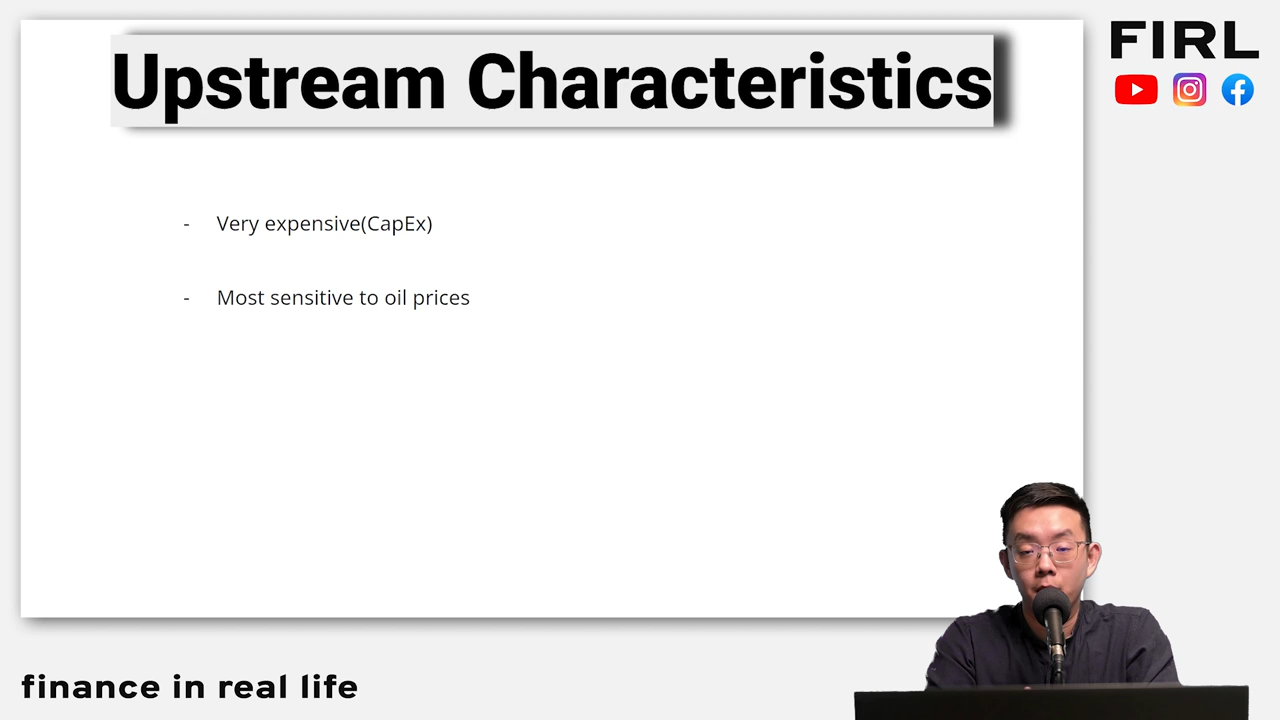 Upstream Characteristics
FIRL
- Very expensive(CapEx)
- Most sensitive to oil prices
finance in real life